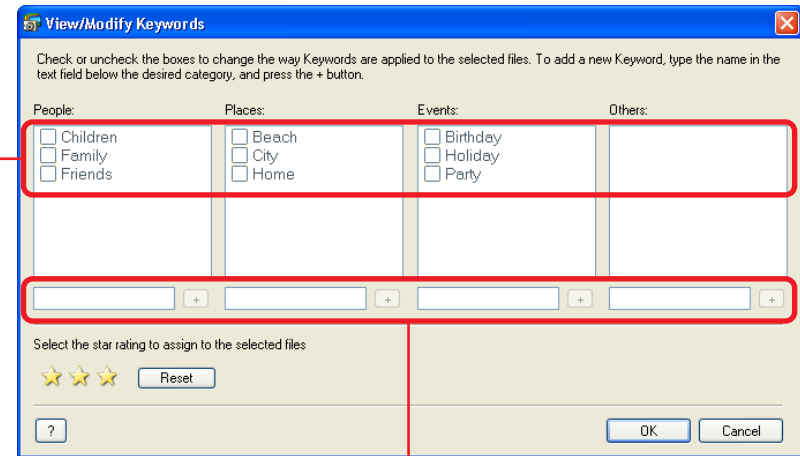 View/Modify Keywords
Check or uncheck the boxes to change the way Keywords are applied to the selected files. To add a new Keyword, type the name in the
text field below the desired category, and press the + button.
People: Places: Events: Others:
Children Beach Birthday
Family City Holiday
Friends Home Party
+ + + +
Select the star rating to assign to the selected files
Reset
? OK Cancel